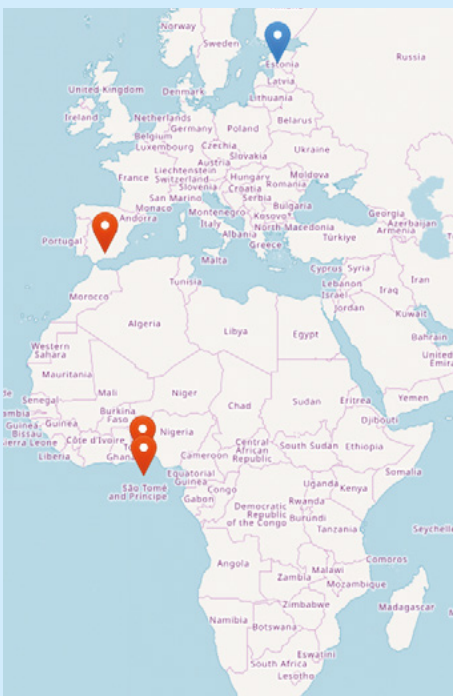 Norway
Sweden
Russia
Estonia
Latvia
United Kingdom
Denmark
Lithuania
Ireland
Netherlands
Belarus
Germany
Poland
Belgium
Luxembourg
Czechia
Ukraine
Slovakia
Austria
Liechtenstein
France
Switzerland
Hungary
Moldova
Slovenia
Croatia
Romania
San Marino
Serbia
Monaco
Bulgaria
Andorra
Montenegro
Kosovo*
Georgia
Italy
North Macedonia
Azerbaijan
Armenia
Portugal
Albania
Türkiye
Greece
Malta
Cyprus
Syria
Tunisia
Lebanon
Iran
Israel
Iraq
Morocco
Jordan
Kuwait
Algeria
Libya
Egypt
Bahrain
Western
Sahara
United
Mauritania
Mali
Niger
Chad
Sudan
Eritrea
Yemen
Senegal
Burkina
Faso
Djibouti
Guinea
Bissau
Guinea
Nigeria
Côte d'Ivoire
Ghana
Central
African
Republic
South Sudan
Ethiopia
Liberia
Cameroon
Somalia
Equatorial
Guinea
Uganda
Kenya
São Tomé
and Príncipe
Congo
Gabon
Rwanda
Democratic
Republic
of the Congo
Burundi
Tanzania
Angola
Comoros
Malawi
Zambia
Mozambique
Zimbabwe
Madagascar
Namibia
Botswana
Eswatini
South Africa
Lesotho